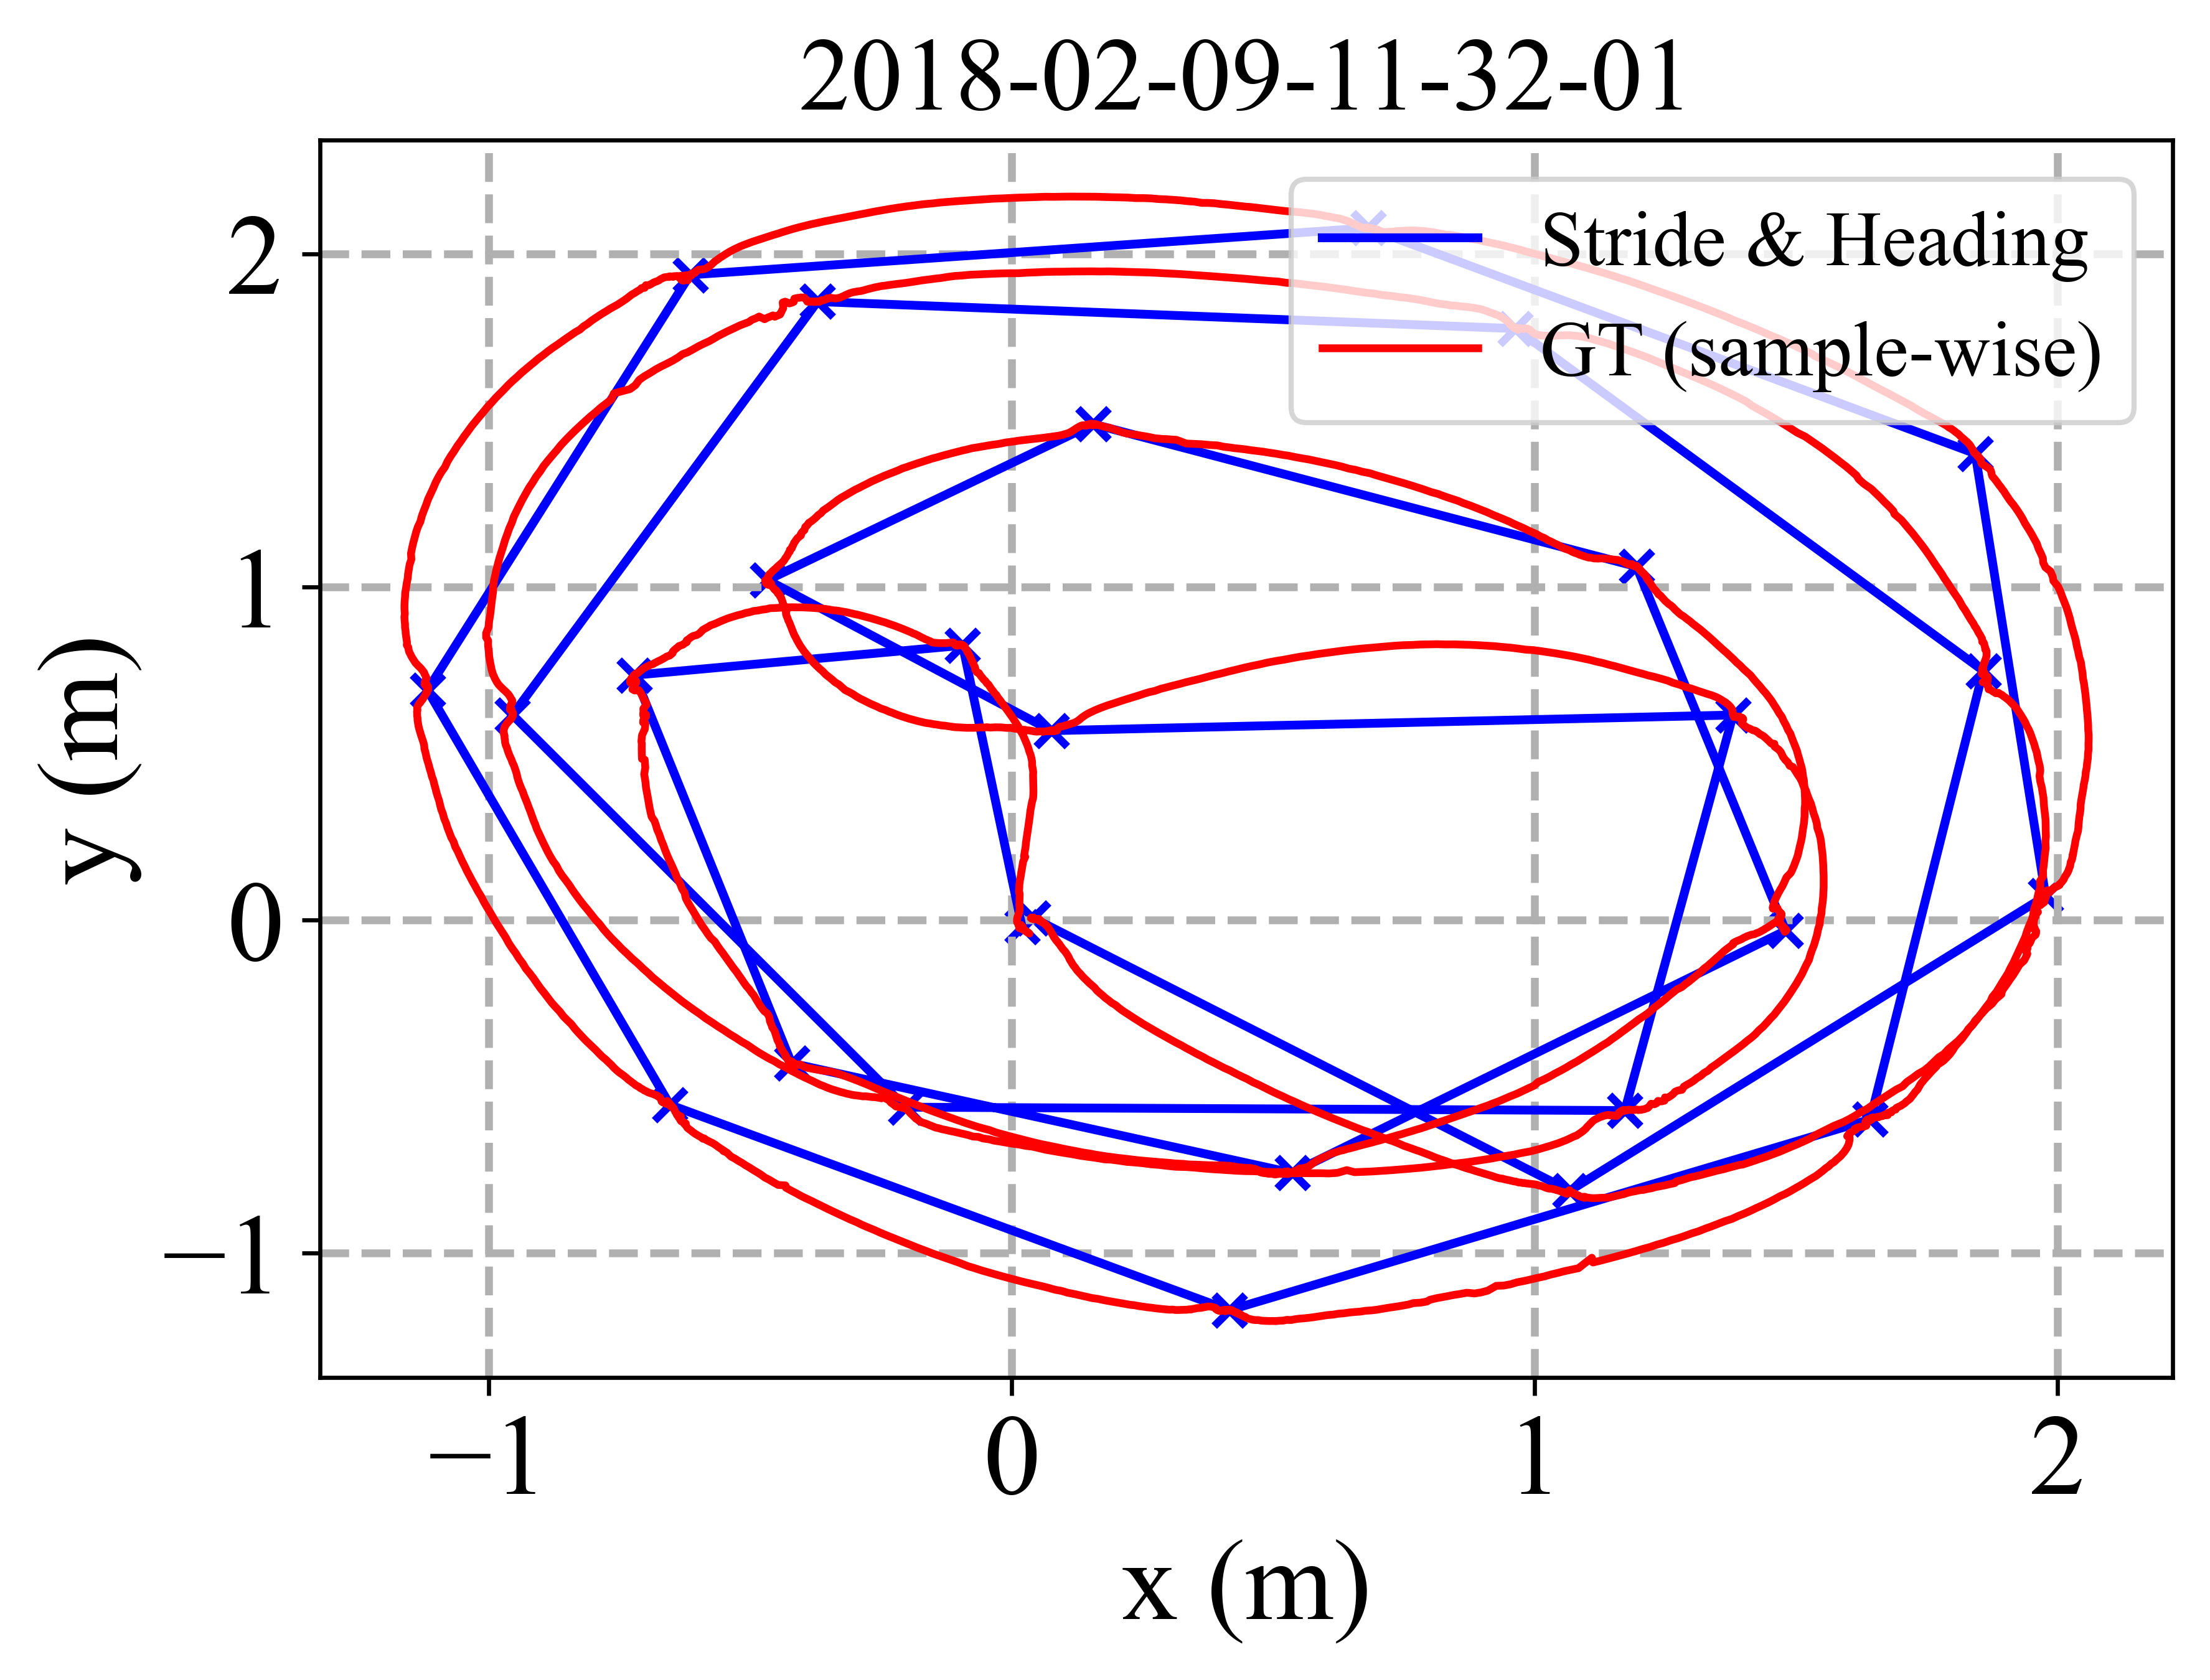 2018-02-09-11-32-01
Stride & Heading
GT (sample-wise)
y (m)
2
1
0
−1
−1
0
1
2
x (m)